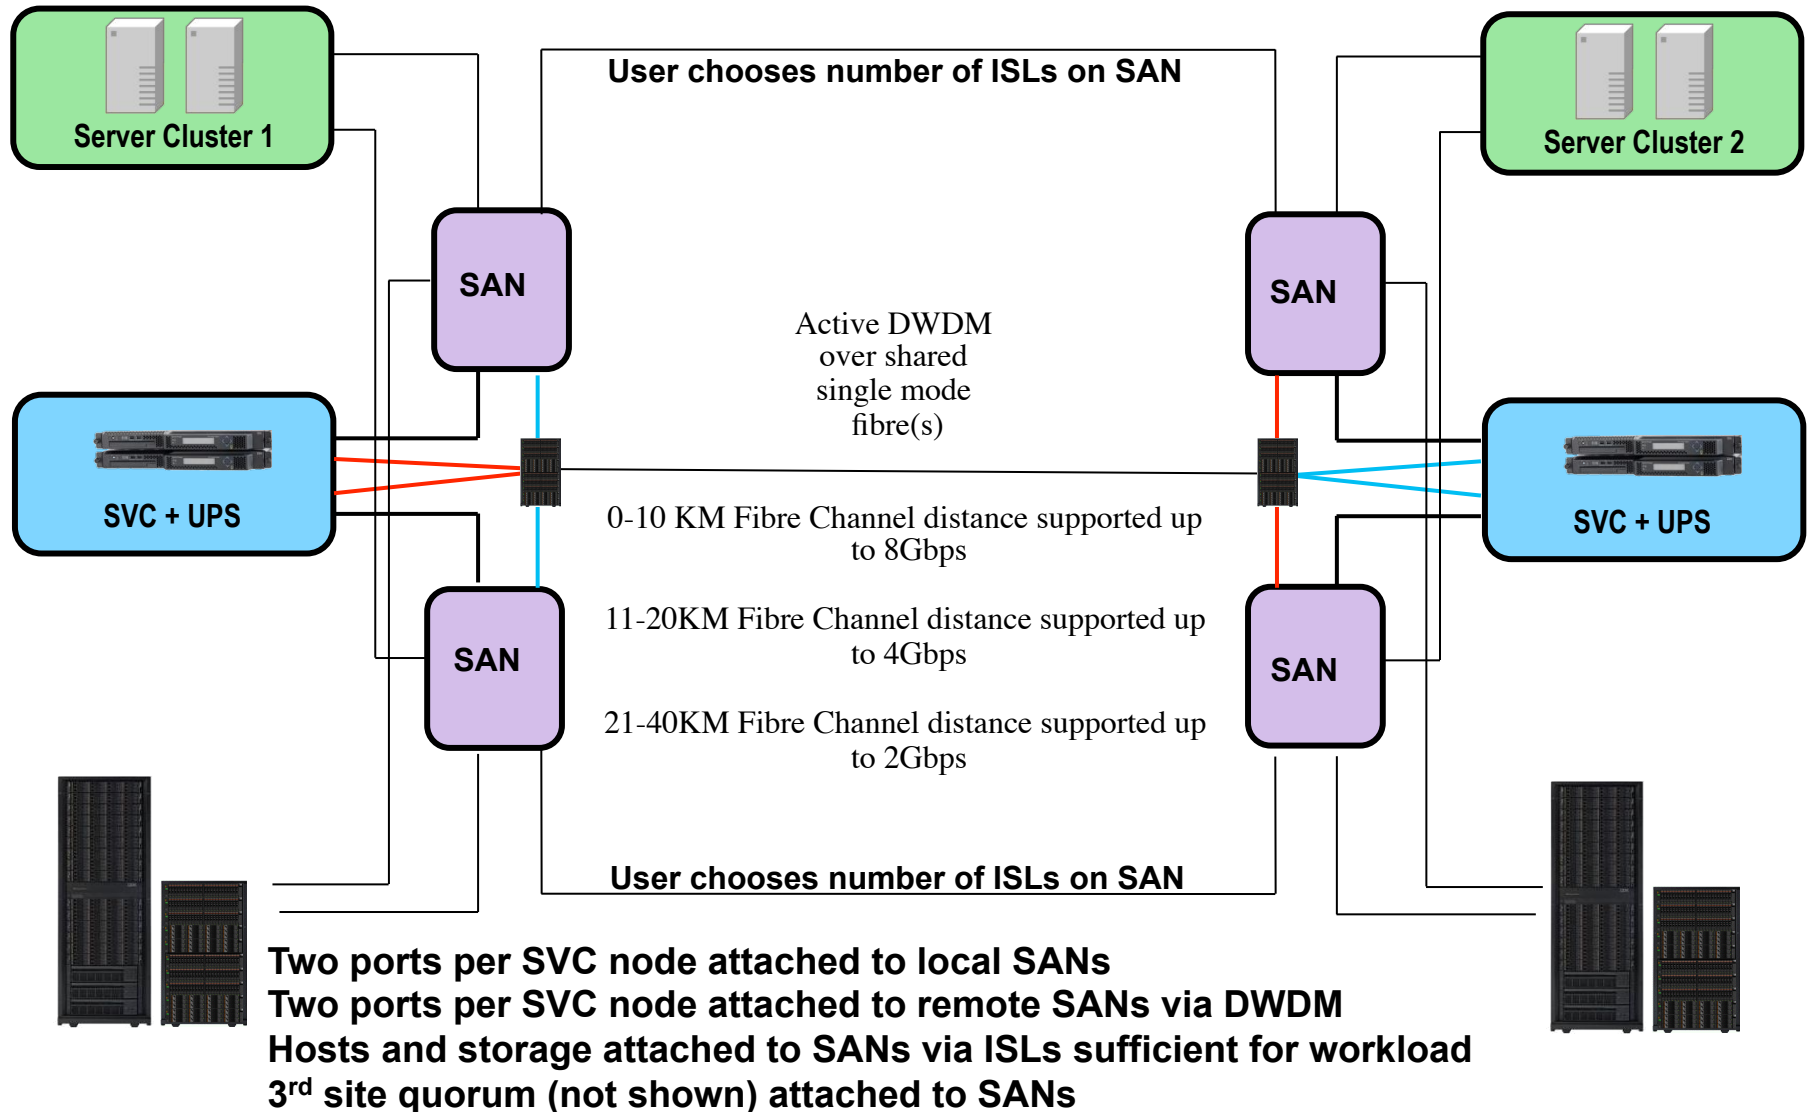 User chooses number of ISLs on SAN
Server Cluster 1
Server Cluster 2
SAN
SAN
Active DWDM
over shared
single mode
fibre(s)
SVC + UPS
SVC + UPS
0-10 KM Fibre Channel distance supported up
to 8Gbps
11-20KM Fibre Channel distance supported up
to 4Gbps
SAN
SAN
21-40KM Fibre Channel distance supported up
to 2Gbps
User chooses number of ISLs on SAN
Two ports per SVC node attached to local SANs
Two ports per SVC node attached to remote SANs via DWDM
Hosts and storage attached to SANs via ISLs sufficient for workload
3rd site quorum (not shown) attached to SANs